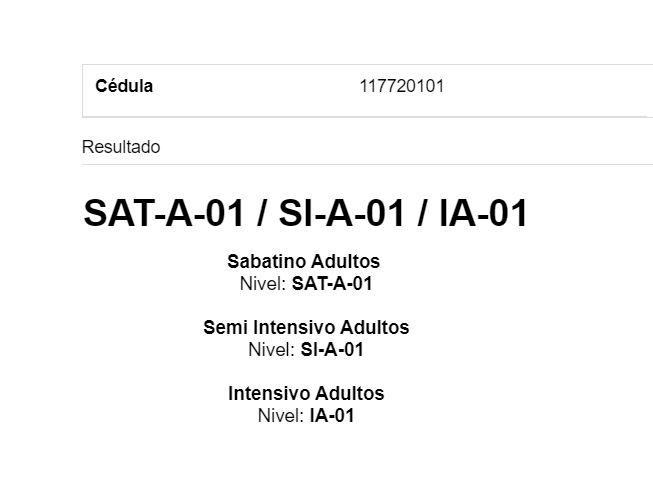 Cédula 117720101
Resultado
SAT-A-01 / SI-A-01 / IA-01
Sabatino Adultos
Nivel: SAT-A-01
Semi Intensivo Adultos
Nivel: SI-A-01
Intensivo Adultos
Nivel: IA-01